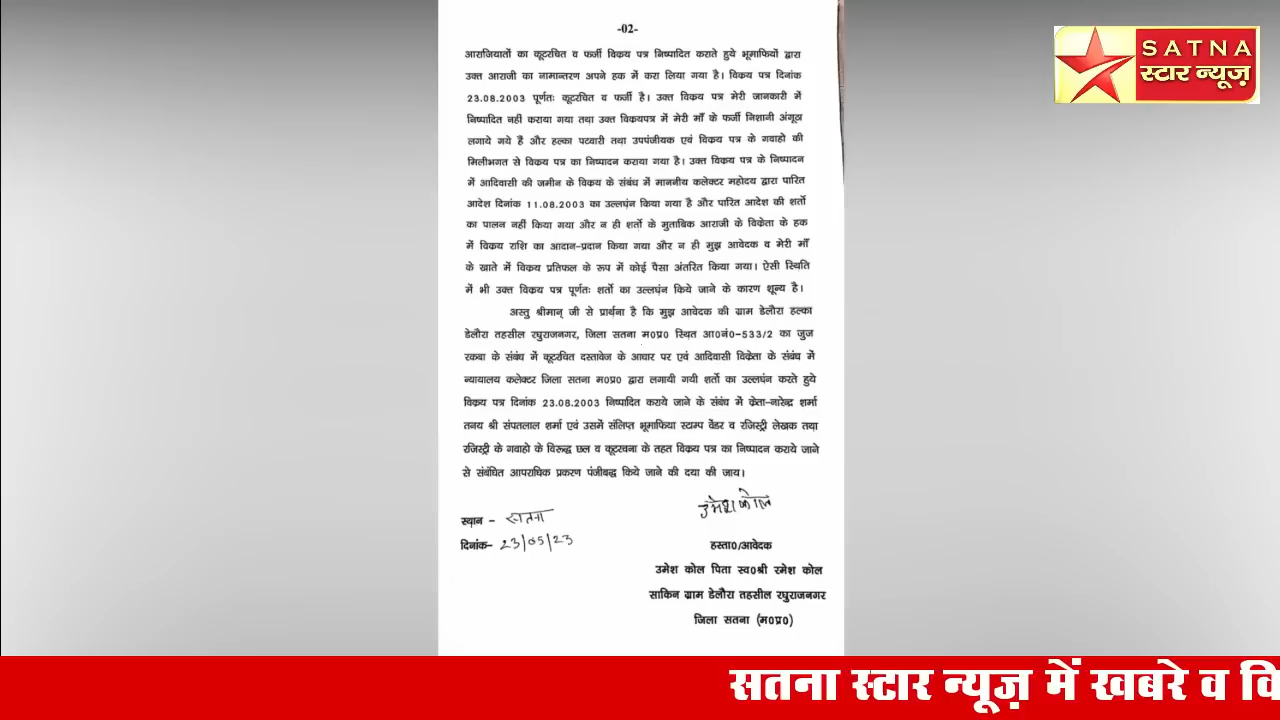 -02-
आराजियातों का कूटरचित व फर्जी विक्रय पत्र निष्पादित कराते हुये भूमाफियों द्वारा
उक्त आराजी का नामान्तरण अपने हक में करा लिया गया है। विक्रय पत्र दिनांक
23.08.2003 पूर्णतः कूटरचित व फर्जी है। उक्त विक्रय पत्र मेरी जानकारी में
निष्पादित नहीं कराया गया तथा उक्त विक्रयपत्र में मेरी माँ के फर्जी निशानी अंगूठा
लगाये गये हैं और हल्का पटवारी तथा उपपंजीयक एवं विक्रय पत्र के गवाहो की
मिलीभगत से विक्रय पत्र का निष्पादन कराया गया है। उक्त विक्रय पत्र के निष्पादन
में आदिवासी की जमीन के विक्रय के संबंध में माननीय कलेक्टर महोदय द्वारा पारित
आदेश दिनांक 11.08.2003 का उल्लघंन किया गया है और पारित आदेश की शर्तो
का पालन नहीं किया गया और न ही शर्तो के मुताबिक आराजी के विक्रेता के हक
में विक्रय राशि का आदान-प्रदान किया गया और न ही मुझ आवेदक व मेरी माँ
के खाते में विक्रय प्रतिफल के रूप में कोई पैसा अंतरित किया गया। ऐसी स्थिति
में भी उक्त विक्रय पत्र पूर्णतः शर्तो का उल्लघंन किये जाने के कारण शून्य है।
अस्तु श्रीमान् जी से प्रार्थना है कि मुझ आवेदक की ग्राम डेलौरा हल्का
डेलौरा तहसील रघुराजनगर, जिला सतना म0प्र0 स्थित आ0नं0-533/2 का जुज
रकबा के संबंध में कूटरचित दस्तावेज के आधार पर एवं आदिवासी विक्रेता के संबंध में
न्यायालय कलेक्टर जिला सतना म0प्र0 द्वारा लगायी गयी शर्तो का उल्लघंन करते हुये
विक्रय पत्र दिनांक 23.08.2003 निष्पादित कराये जाने के संबंध में क्रेता-नारेन्द्र शर्मा
तनय श्री संपतलाल शर्मा एवं उसमें संलिप्त भूमाफिया स्टाम्प वेंडर व रजिस्ट्री लेखक तथा
रजिस्ट्री के गवाहो के विरूद्ध छल व कूटरचना के तहत विक्रय पत्र का निष्पादन कराये जाने
से संबंधित आपराधिक प्रकरण पंजीबद्ध किये जाने की दया की जाय।
उमेश कोल
स्थान - सतना
दिनांक- 23/05/23
हस्ता0/आवेदक
उमेश कोल पिता स्व0श्री रमेश कोल
साकिन ग्राम डेलौरा तहसील रघुराजनगर
जिला सतना (म0प्र0)
SATNA
स्टार न्यूज़
सतना स्टार न्यूज़ में खबरे व वि